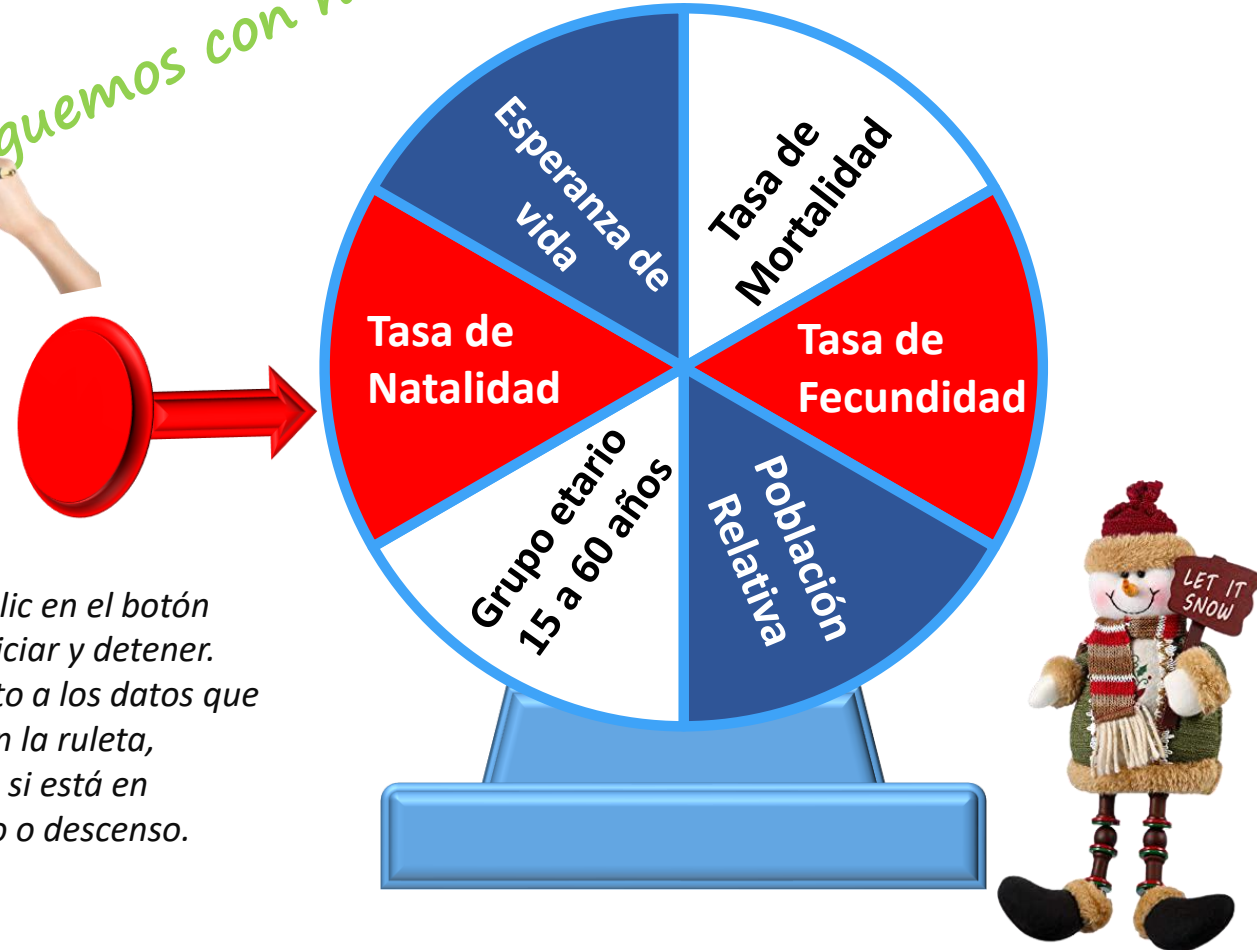 guemos con
Esperanza de
vida
Tasa de
Mortalidad
Tasa de
Natalidad
Tasa de
Fecundidad
Grupo etario
15 a 60 años
Población
Relativa
lic en el botón
iciar y detener.
to a los datos que
n la ruleta,
si está en
o o descenso.
LET IT
SNOW